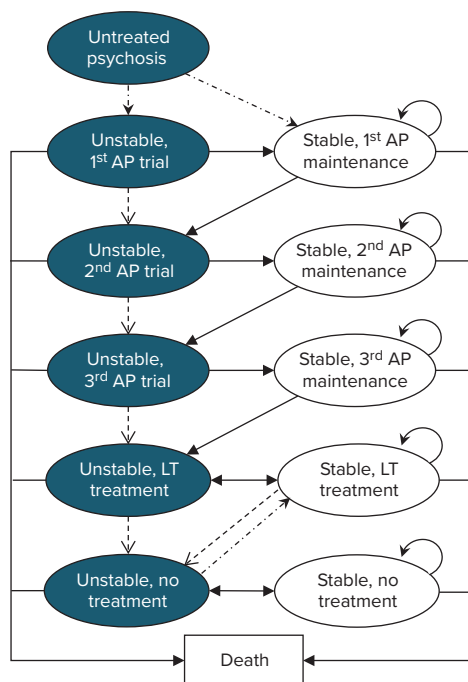 Untreated
psychosis
Unstable,
1st AP trial
Stable, 1st AP
maintenance
Unstable,
2nd AP trial
Stable, 2nd AP
maintenance
Unstable,
3rd AP trial
Stable, 3rd AP
maintenance
Unstable, LT
treatment
Stable, LT
treatment
Unstable, no
treatment
Stable, no
treatment
Death